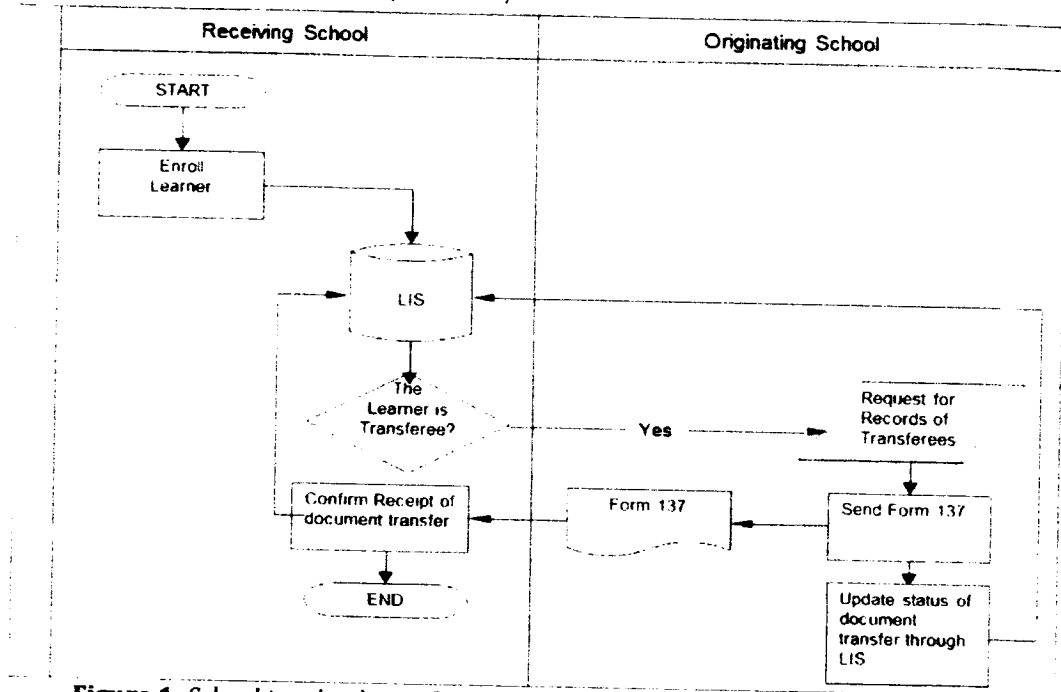 Receiving School
Originating School
START
Enroll
Learner
LIS
The
Learner is
Transferee?
Yes
Request for
Records of
Transferees
Confirm Receipt of
document transfer
Form 137
Send Form 137
END
Update status of
document
transfer through
LIS
Figure 1 School